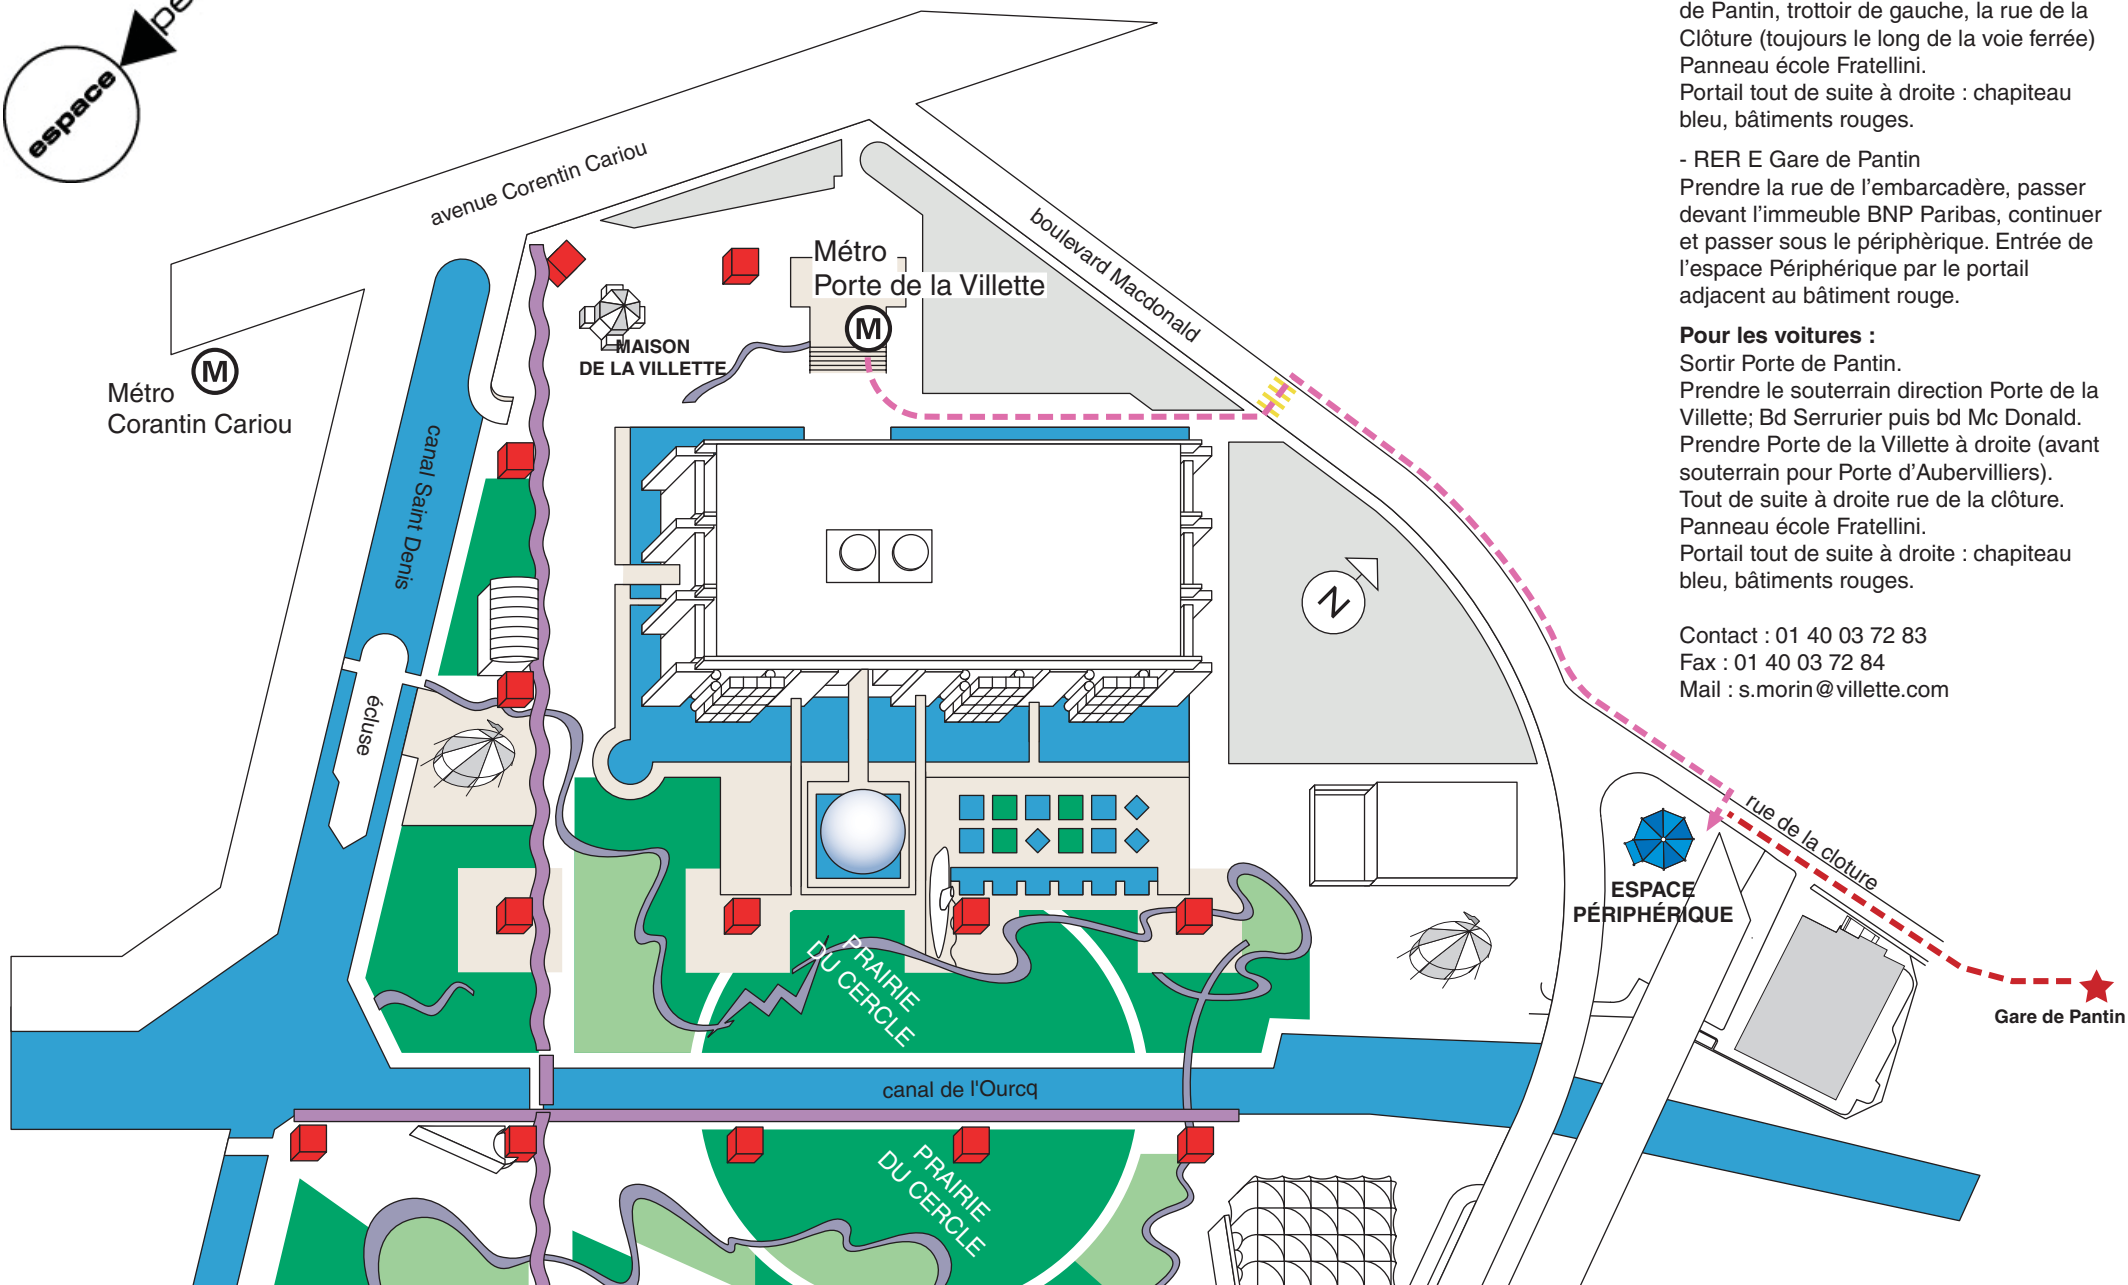 espace
de Pantin, trottoir de gauche, la rue de la
Clôture (toujours le long de la voie ferrée)
Panneau école Fratellini.
Portail tout de suite à droite : chapiteau
bleu, bâtiments rouges.
- RER E Gare de Pantin
Prendre la rue de l’embarcadère, passer
devant l’immeuble BNP Paribas, continuer
et passer sous le périphèrique. Entrée de
l’espace Périphérique par le portail
adjacent au bâtiment rouge.
Pour les voitures :
Sortir Porte de Pantin.
Prendre le souterrain direction Porte de la
Villette; Bd Serrurier puis bd Mc Donald.
Prendre Porte de la Villette à droite (avant
souterrain pour Porte d’Aubervilliers).
Tout de suite à droite rue de la clôture.
Panneau école Fratellini.
Portail tout de suite à droite : chapiteau
bleu, bâtiments rouges.
Contact : 01 40 03 72 83
Fax : 01 40 03 72 84
Mail : s.morin@villette.com
avenue Corentin Cariou
boulevard Macdonald
Métro
Porte de la Villette
M
MAISON
DE LA VILLETTE
M
Métro
Corantin Cariou
canal Saint Denis
écluse
N
rue de la cloture
ESPACE
PÉRIPHÉRIQUE
Gare de Pantin
PRAIRIE
DU CERCLE
canal de l'Ourcq
PRAIRIE
DU CERCLE